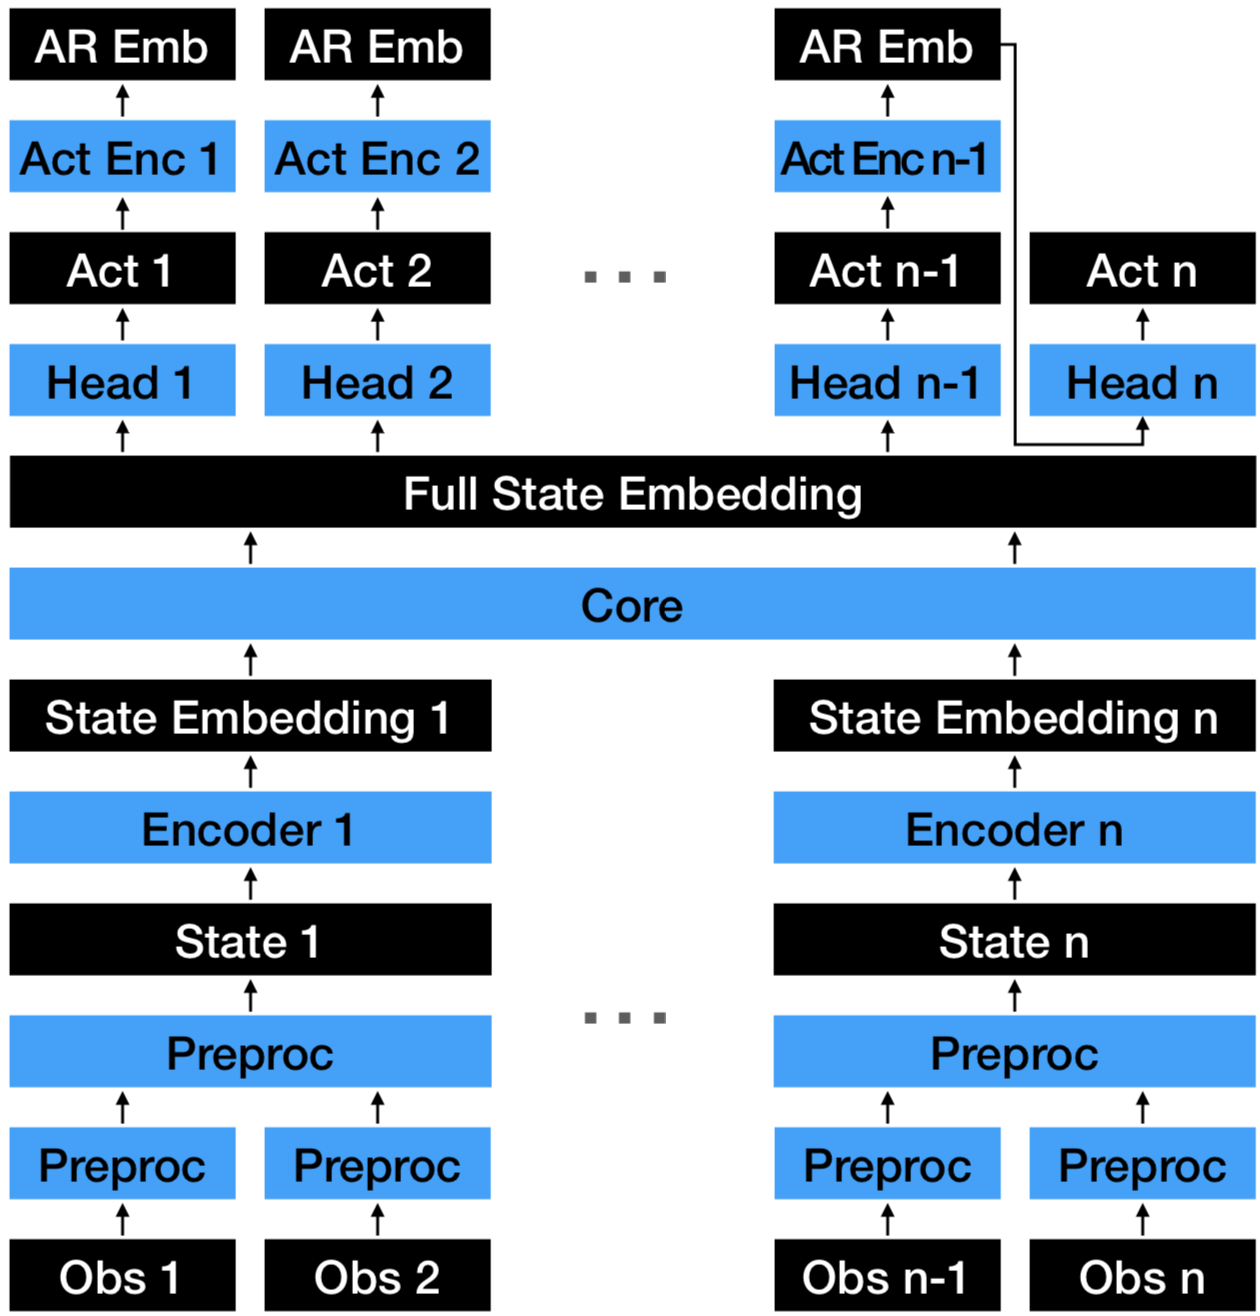 AR Emb
AR Emb
AR Emb
Act Enc 1
Act Enc 2
Act Enc n-1
Act 1
Act 2
Act n-1
Act n
Head 1
Head 2
Head n-1
Head n
Full State Embedding
Core
State Embedding 1
State Embedding n
Encoder 1
Encoder n
State 1
State n
Preproc
Preproc
Preproc
Preproc
Preproc
Preproc
Obs 1
Obs 2
Obs n-1
Obs n